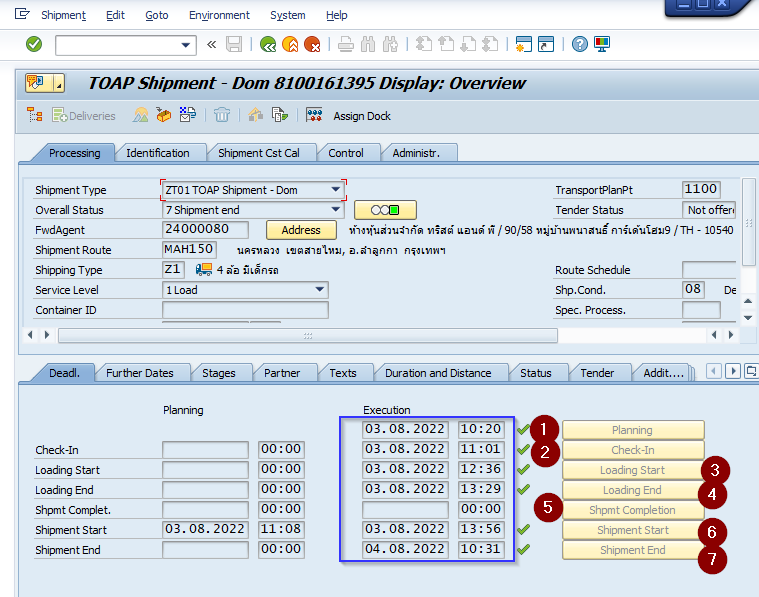 Shipment Edit Goto Environment System Help
TOAP Shipment - Dom 8100161395 Display: Overview
Deliveries Assign Dock
Processing Identification Shipment Cst Cal Control Administr.
Shipment Type ZT01 TOAP Shipment - Dom TransportPlanPt 1100
Overall Status 7 Shipment end Tender Status Not offere
FwdAgent 24000080 Address ห้างหุ้นส่วนจำกัด ทริสต์ แอนด์ พี / 90/58 หมู่บ้านพนาสนธิ์ การ์เด้นโฮม9 / TH - 10540
Shipment Route MAH150 นครหลวง เขตสายไหม, อ.ลำลูกกา กรุงเทพฯ
Shipping Type Z1 4 ล้อ มีเด็กรถ Route Schedule
Service Level 1 Load Shp.Cond. 08 De
Container ID Spec. Process.
Deadl. Further Dates Stages Partner Texts Duration and Distance Status Tender Addit....
Planning Execution
03.08.2022 10:20 1 Planning
Check-In 00:00 03.08.2022 11:01 2 Check-In
Loading Start 00:00 03.08.2022 12:36 Loading Start 3
Loading End 00:00 03.08.2022 13:29 Loading End 4
Shpmt Complet. 00:00 00:00 5 Shpmt Completion
Shipment Start 03.08.2022 11:08 03.08.2022 13:56 Shipment Start 6
Shipment End 00:00 04.08.2022 10:31 Shipment End 7